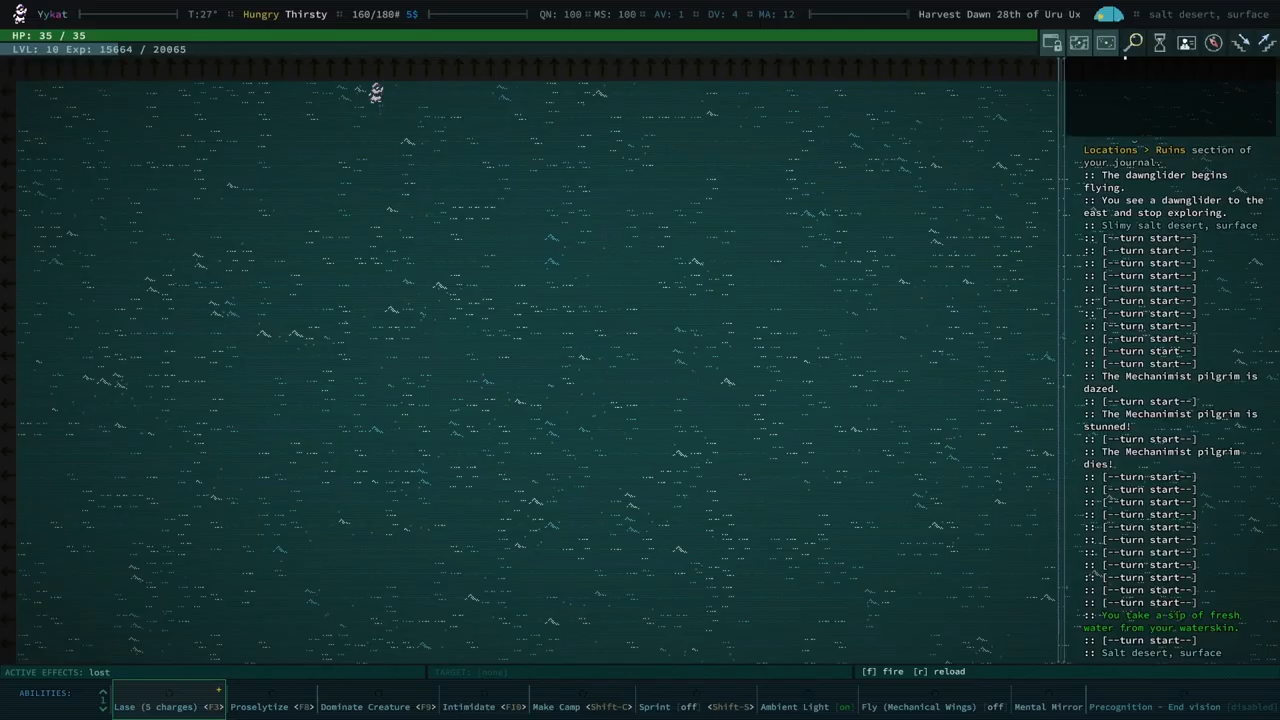 Yykat T:27° Hungry Thirsty 160/180# 5$ QN: 100 MS: 100 AV: 1 DV: 4 MA: 12 Harvest Dawn 28th of Uru Ux salt desert, surface
HP: 35 / 35
LVL: 10 Exp: 15664 / 20065
Locations > Ruins section of
your journal.
:: The dawnglider begins
flying.
:: You see a dawnglider to the
east and stop exploring.
:: Slimy salt desert, surface
:: [--turn start--]
:: [--turn start--]
:: [--turn start--]
:: [--turn start--]
:: [--turn start--]
:: [--turn start--]
:: [--turn start--]
:: [--turn start--]
:: [--turn start--]
:: [--turn start--]
:: [--turn start--]
:: The Mechanimist pilgrim is
dazed.
:: [--turn start--]
:: The Mechanimist pilgrim is
stunned!
:: [--turn start--]
:: The Mechanimist pilgrim
dies!
:: [--turn start--]
:: [--turn start--]
:: [--turn start--]
:: [--turn start--]
:: [--turn start--]
:: [--turn start--]
:: [--turn start--]
:: [--turn start--]
:: [--turn start--]
:: [--turn start--]
:: [--turn start--]
:: You take a sip of fresh
water from your waterskin.
:: [--turn start--]
:: Salt desert, surface
ACTIVE EFFECTS: lost TARGET: [none] [f] fire [r] reload
ABILITIES: 1 Lase (5 charges) <F3> Proselytize <F8> Dominate Creature <F9> Intimidate <F10> Make Camp <Shift-C> Sprint [off] <Shift-S> Ambient Light [on] Fly (Mechanical Wings) [off] Mental Mirror Precognition - End vision [disabled]